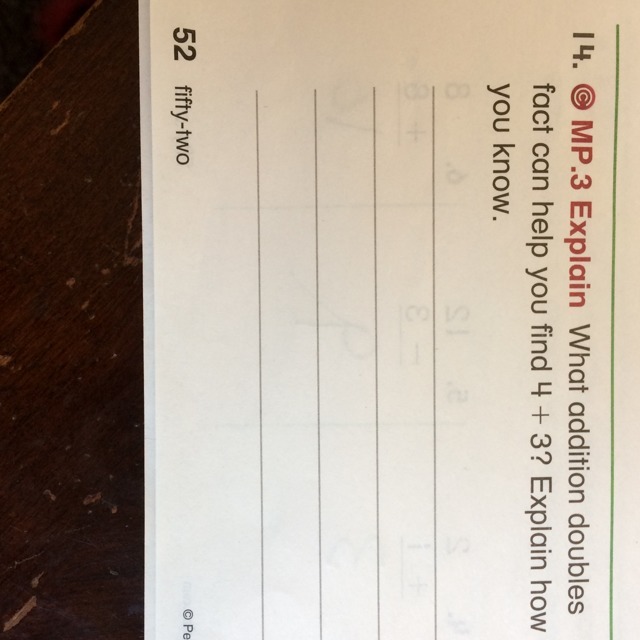 14. © MP.3 Explain What addition doubles
fact can help you find 4 + 3? Explain how
you know.
52 fifty-two